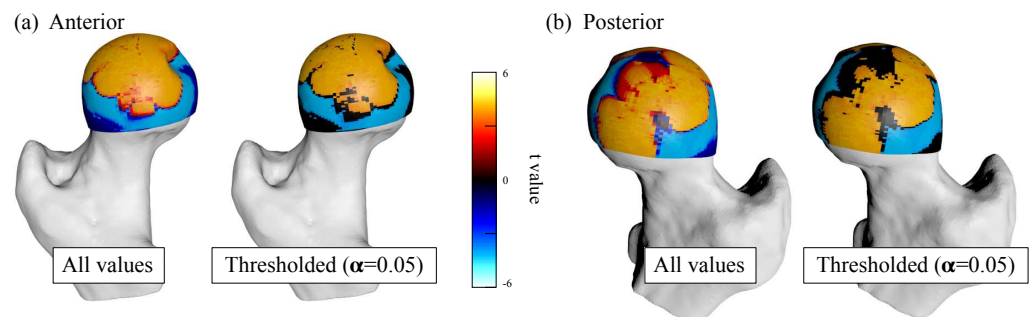 (a) Anterior
(b) Posterior
6
0
-6
t value
All values
Thresholded (α=0.05)
All values
Thresholded (α=0.05)